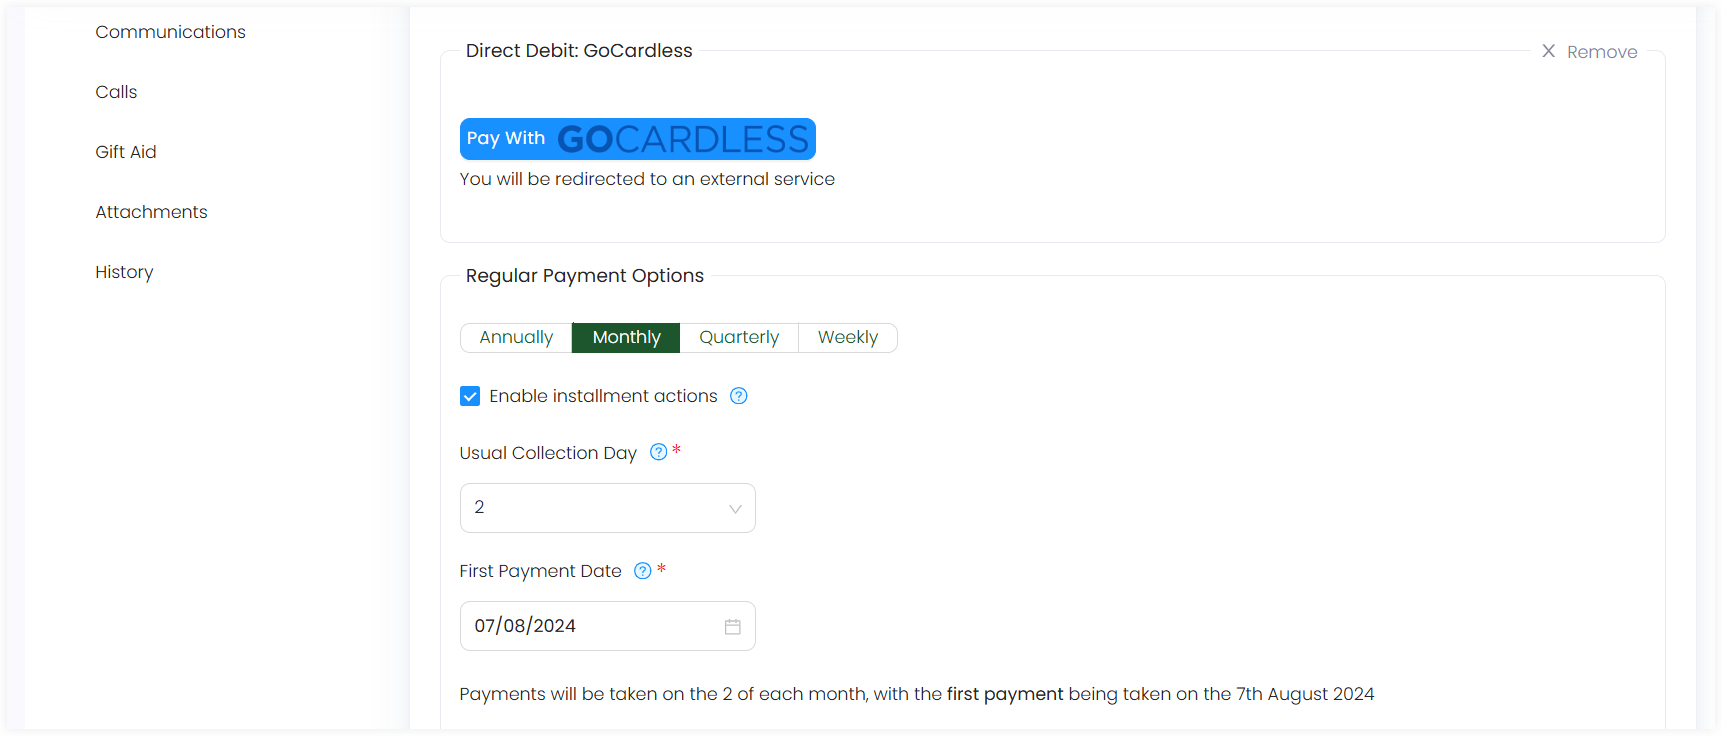 Communications
Calls
Gift Aid
Attachments
History
Direct Debit: GoCardless
X Remove
Pay With GOCARDLESS
You will be redirected to an external service
Regular Payment Options
Annually Monthly Quarterly Weekly
Enable installment actions ?
Usual Collection Day ? *
2
First Payment Date ? *
07/08/2024
Payments will be taken on the 2 of each month, with the first payment being taken on the 7th August 2024